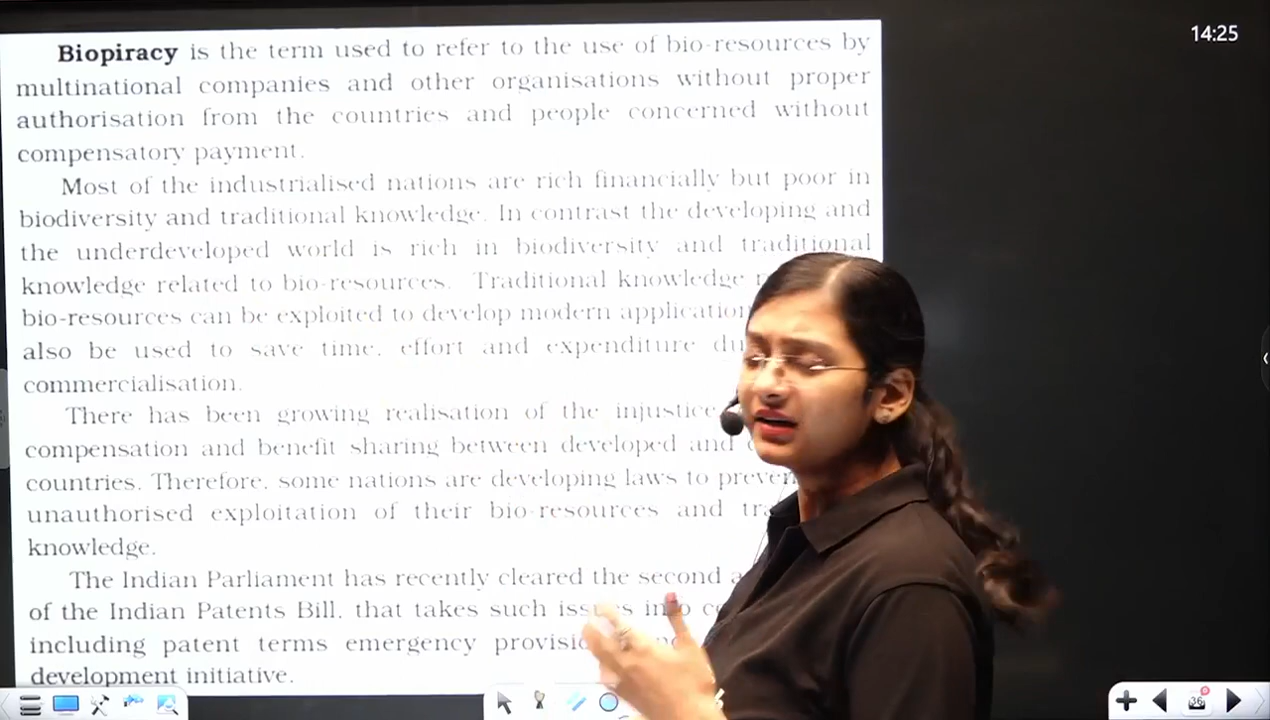 14:25
Biopiracy is the term used to refer to the use of bio-resources by
multinational companies and other organisations without proper
authorisation from the countries and people concerned without
compensatory payment.
Most of the industrialised nations are rich financially but poor in
biodiversity and traditional knowledge. In contrast the developing and
the underdeveloped world is rich in biodiversity and traditional
knowledge related to bio-resources. Traditional knowledge
bio-resources can be exploited to develop modern application
also be used to save time, effort and expenditure
commercialisation.
There has been growing realisation of the injustice
compensation and benefit sharing between developed and
countries. Therefore, some nations are developing laws to prevent
unauthorised exploitation of their bio-resources and
knowledge.
The Indian Parliament has recently cleared the second
of the Indian Patents Bill, that takes such issues into
including patent terms emergency
development initiative.
36